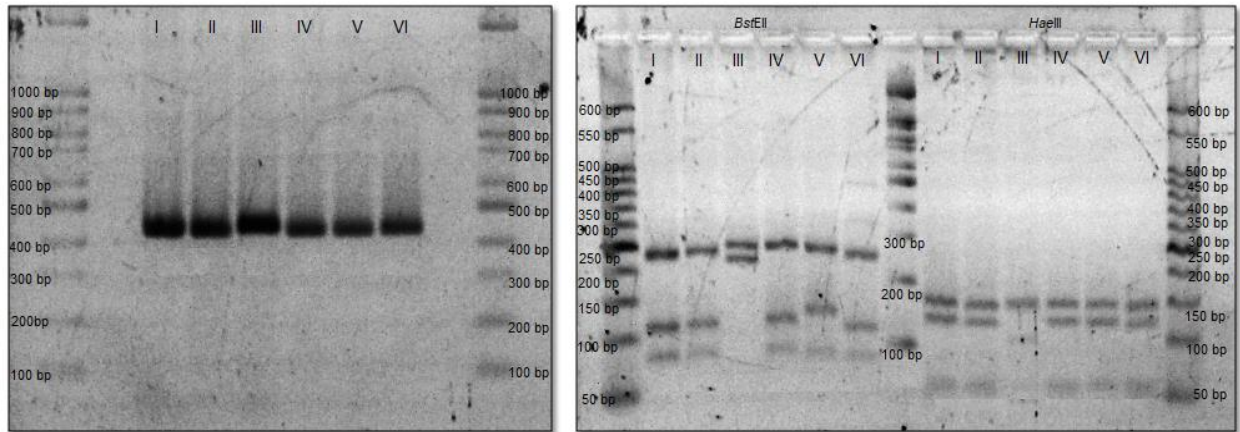 I II III IV V VI
1000 bp 1000 bp
900 bp 900 bp
800 bp 800 bp
700 bp 700 bp
600 bp 600 bp
500 bp 500 bp
400 bp 400 bp
300 bp 300 bp
200bp 200 bp
100 bp 100 bp
BstEII HaeIII
I II III IV V VI I II III IV V VI
600 bp 600 bp
550 bp 550 bp
500 bp 500 bp
450 bp 450 bp
400 bp 400 bp
350 bp 350 bp
300 bp 300 bp 300 bp
250 bp 250 bp
200 bp 200 bp 200 bp
150 bp 150 bp
100 bp 100 bp 100 bp
50 bp 50 bp